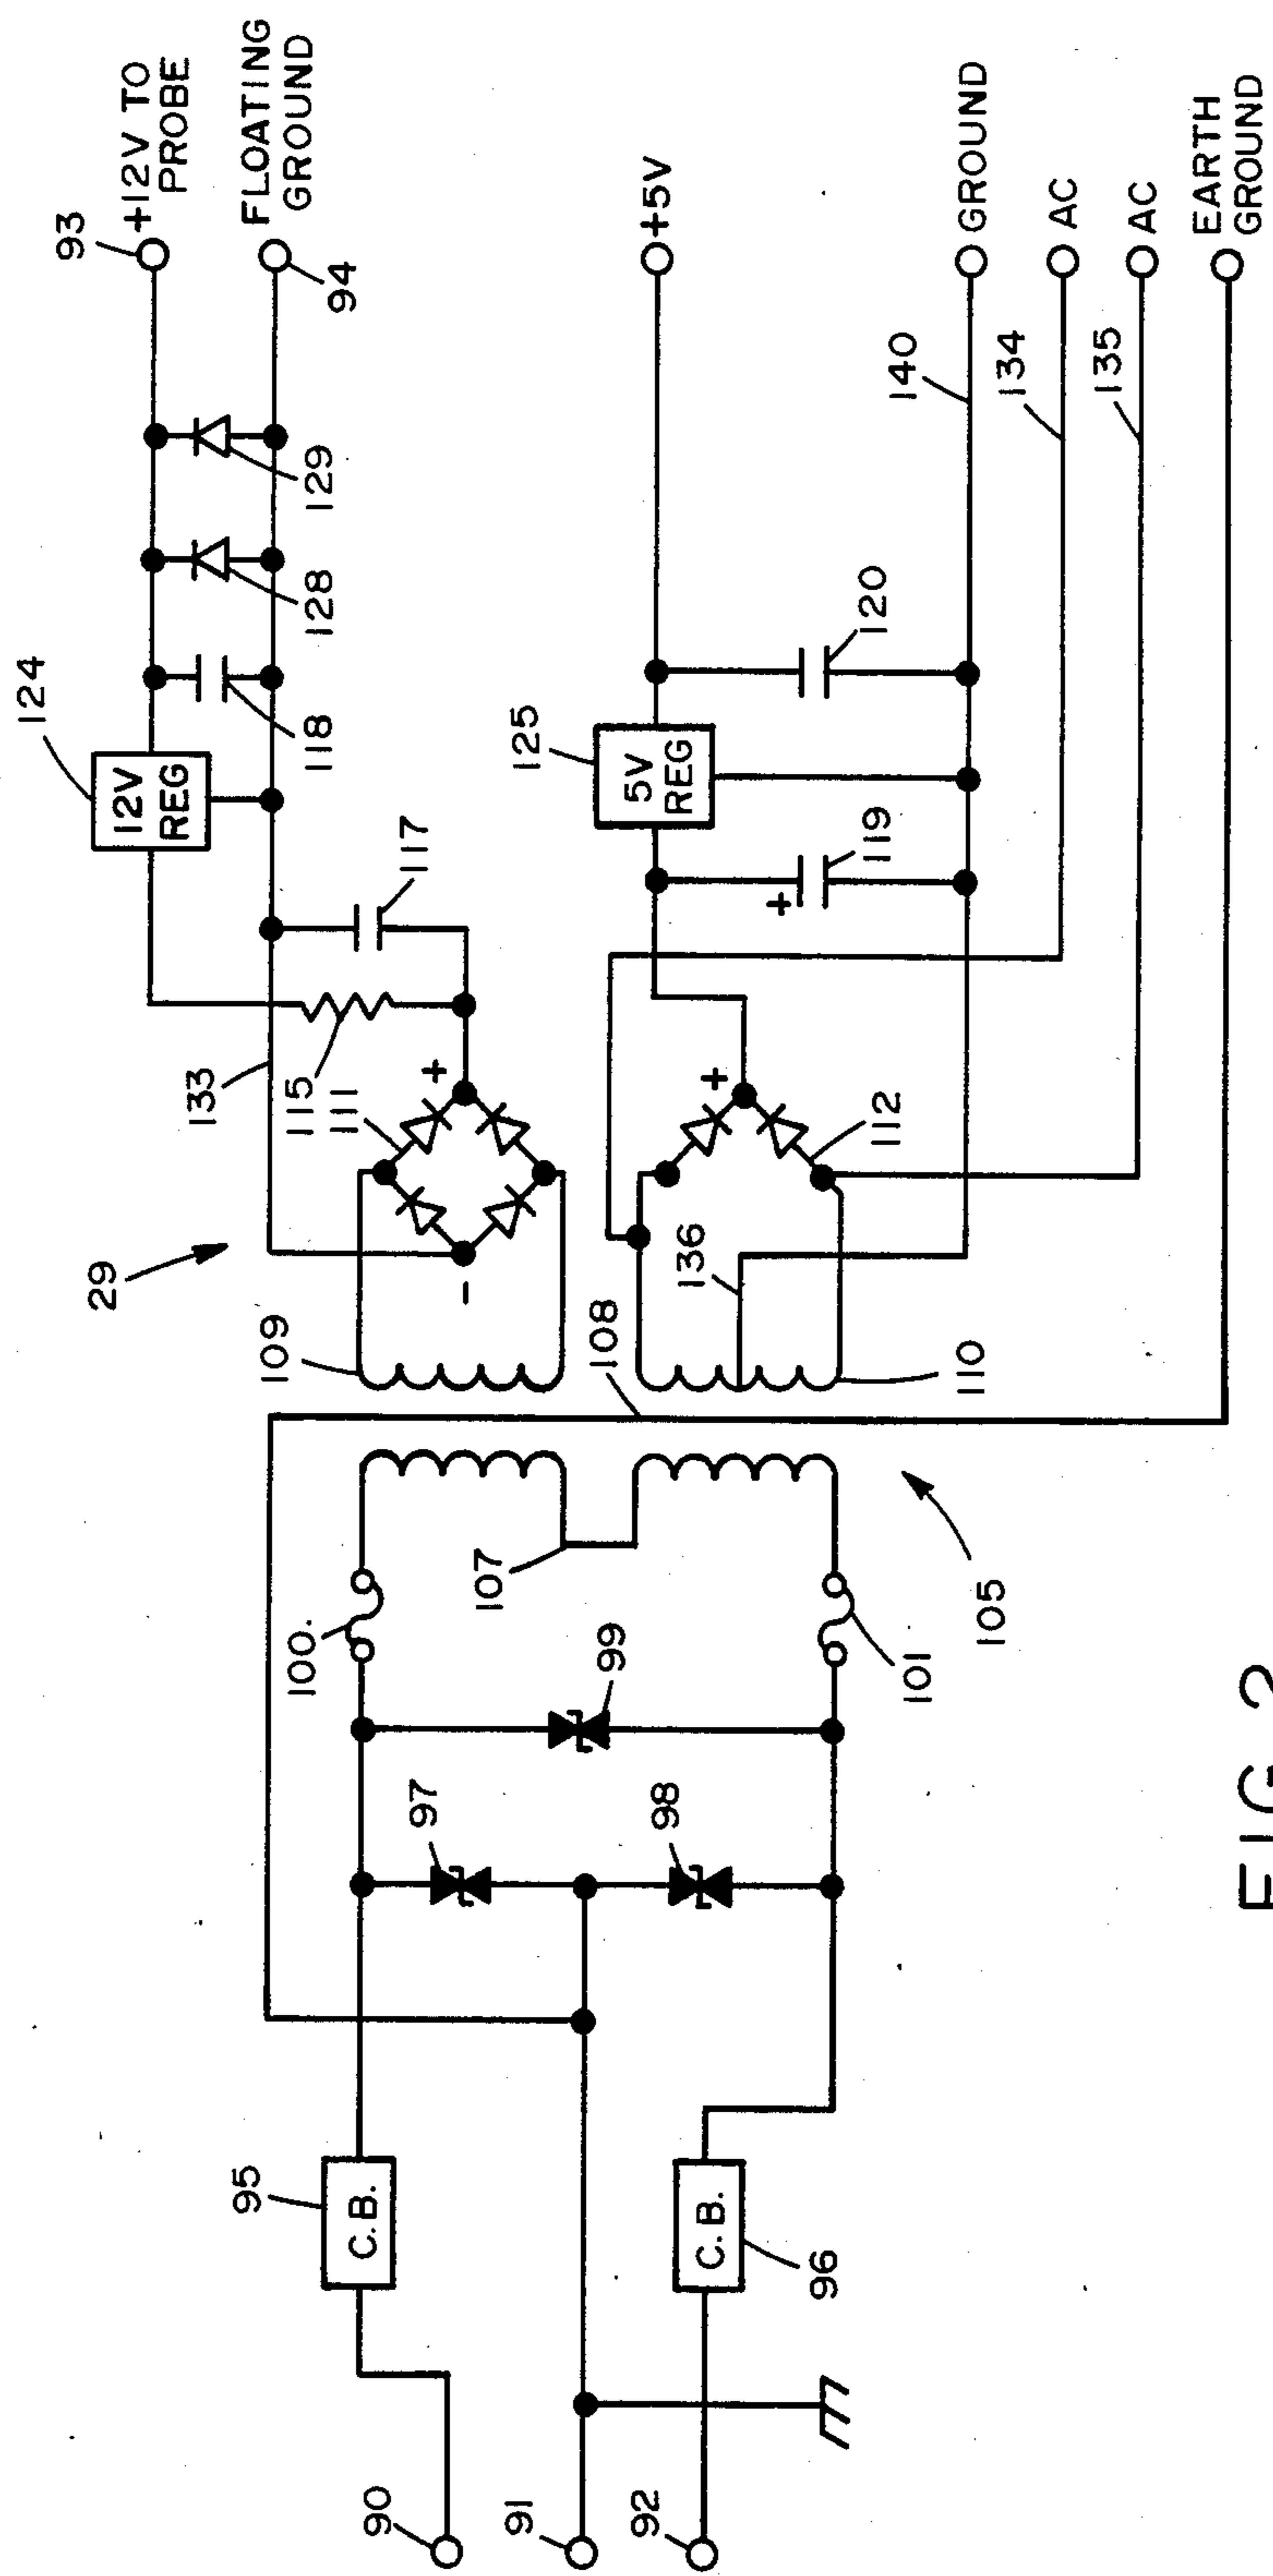 29
124
12V
REG
93
+12V TO
PROBE
FLOATING
GROUND
94
118
128
129
133
115
111
117
+
-
109
108
136
110
112
+
125
5V
REG
+
119
120
+5V
140
GROUND
134
AC
135
AC
EARTH
GROUND
90
91
92
95
C.B.
C.B.
96
97
98
99
100.
101
107
105
FIG. 2